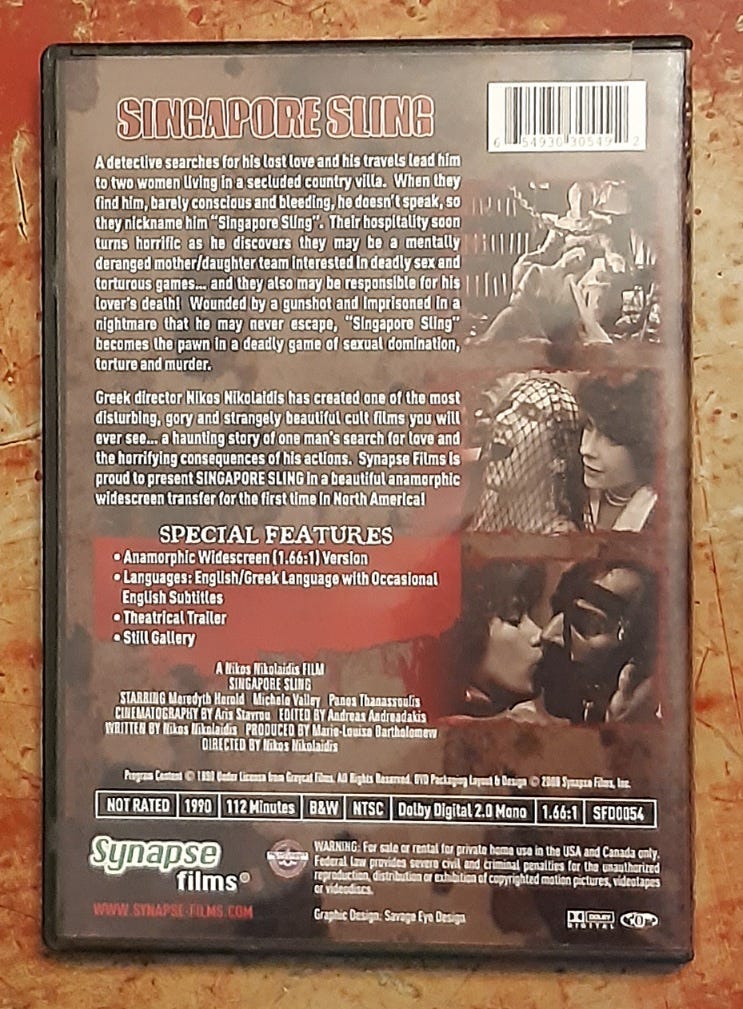 SINGAPORE SLING
6 54930 30549 2
A detective searches for his lost love and his travels lead him
to two women living in a secluded country villa. When they
find him, barely conscious and bleeding, he doesn't speak, so
they nickname him "Singapore Sling". Their hospitality soon
turns horrific as he discovers they may be a mentally
deranged mother/daughter team interested in deadly sex and
torturous games... and they also may be responsible for his
lover's death! Wounded by a gunshot and imprisoned in a
nightmare that he may never escape, "Singapore Sling"
becomes the pawn in a deadly game of sexual domination,
torture and murder.
Greek director Nikos Nikolaidis has created one of the most
disturbing, gory and strangely beautiful cult films you will
ever see... a haunting story of one man's search for love and
the horrifying consequences of his actions. Synapse Films is
proud to present SINGAPORE SLING in a beautiful anamorphic
widescreen transfer for the first time in North America!
SPECIAL FEATURES
• Anamorphic Widescreen (1.66:1) Version
• Languages: English/Greek Language with Occasional
English Subtitles
• Theatrical Trailer
• Still Gallery
A Nikos Nikolaidis FILM
SINGAPORE SLING
STARRING Meredyth Herold Michele Valley Panos Thanassoulis
CINEMATOGRAPHY BY Aris Stavrou EDITED BY Andreas Andreadakis
WRITTEN BY Nikos Nikolaidis PRODUCED BY Marie-Louise Bartholomew
DIRECTED BY Nikos Nikolaidis
Program Content © 1990 Under License from Greycat Films. All Rights Reserved. DVD Packaging Layout & Design © Synapse Films, Inc.
NOT RATED 1990 112 Minutes B&W NTSC Dolby Digital 2.0 Mono 1.66:1 SFD0054
Synapse
films®
WWW.SYNAPSE-FILMS.COM
WARNING: For sale or rental for private home use in the USA and Canada only.
Federal law provides severe civil and criminal penalties for the unauthorized
reproduction, distribution or exhibition of copyrighted motion pictures, videotapes
or videodiscs.
Graphic Design: Savage Eye Design
DOLBY
DIGITAL